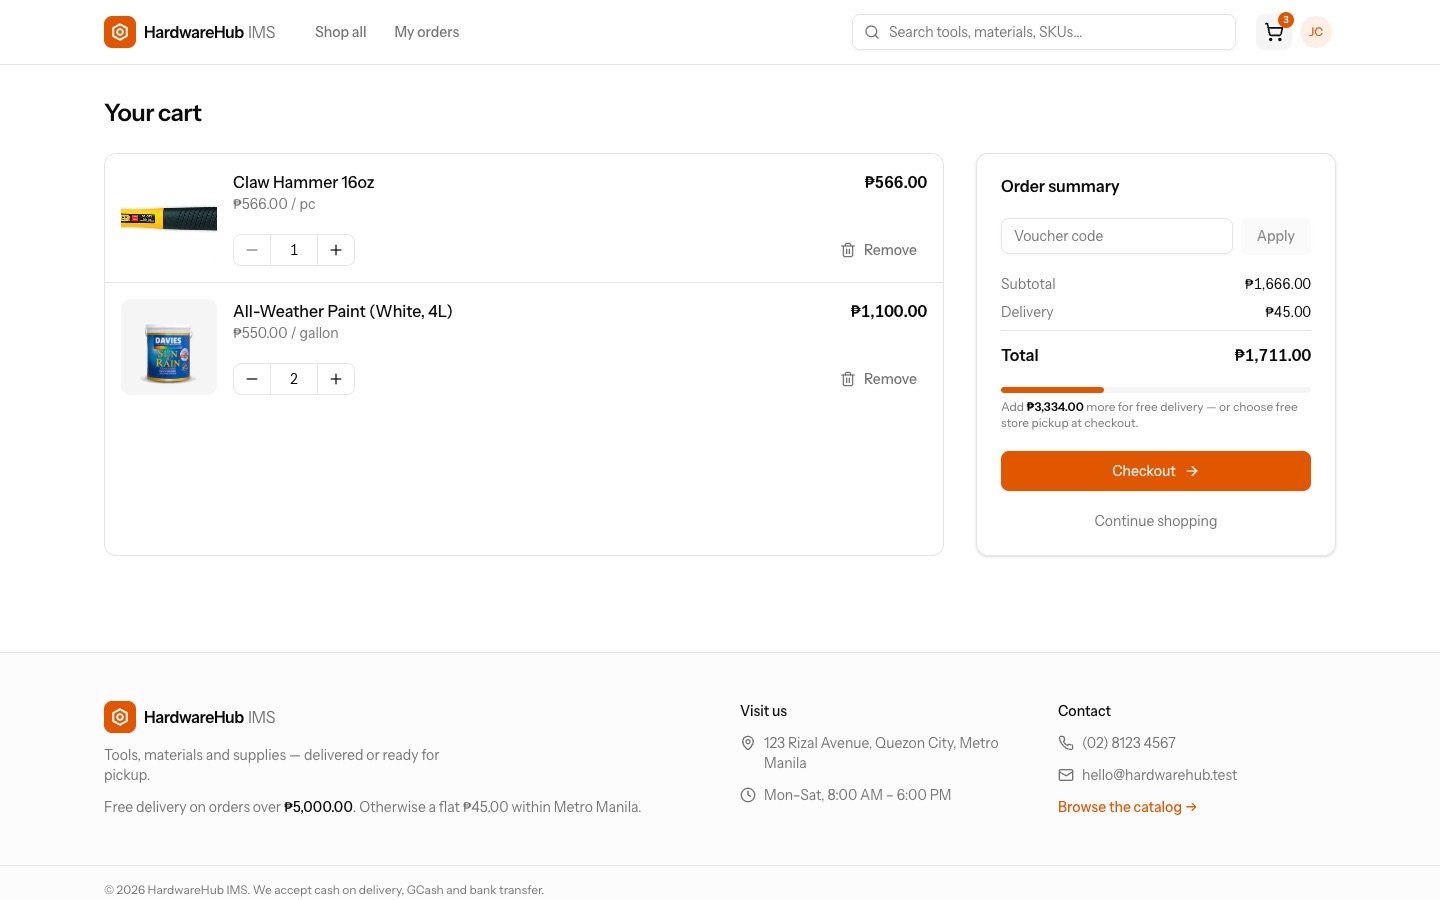 HardwareHub IMS
Shop all
My orders
Search tools, materials, SKUs...
3
JC
Your cart
Claw Hammer 16oz
₱566.00
₱566.00 / pc
1
Remove
All-Weather Paint (White, 4L)
₱1,100.00
₱550.00 / gallon
DAVIES
SUN
RAIN
2
Remove
Order summary
Voucher code
Apply
Subtotal
₱1,666.00
Delivery
₱45.00
Total
₱1,711.00
Add ₱3,334.00 more for free delivery — or choose free
store pickup at checkout.
Checkout →
Continue shopping
HardwareHub IMS
Tools, materials and supplies — delivered or ready for
pickup.
Free delivery on orders over ₱5,000.00. Otherwise a flat ₱45.00 within Metro Manila.
Visit us
123 Rizal Avenue, Quezon City, Metro
Manila
Mon–Sat, 8:00 AM – 6:00 PM
Contact
(02) 8123 4567
hello@hardwarehub.test
Browse the catalog →
© 2026 HardwareHub IMS. We accept cash on delivery, GCash and bank transfer.